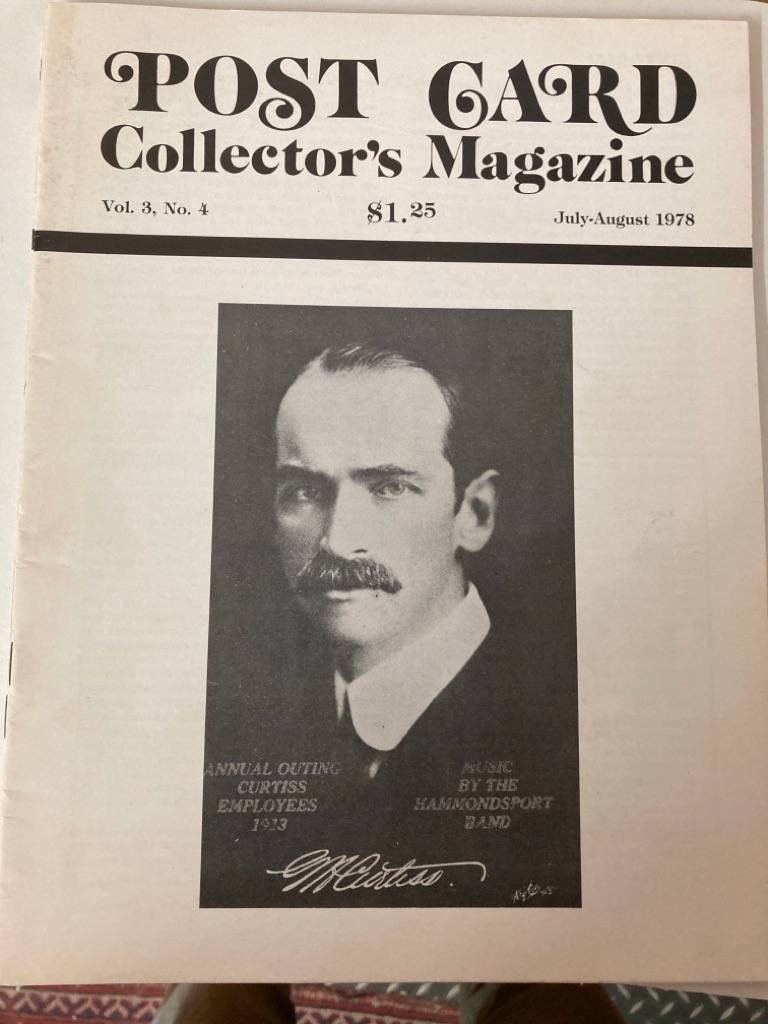 POST CARD
Collector's Magazine
Vol. 3, No. 4
$1.25
July-August 1978
ANNUAL OUTING
CURTISS
EMPLOYEES
1913
MUSIC
BY THE
HAMMONDSPORT
BAND
G H Curtiss.